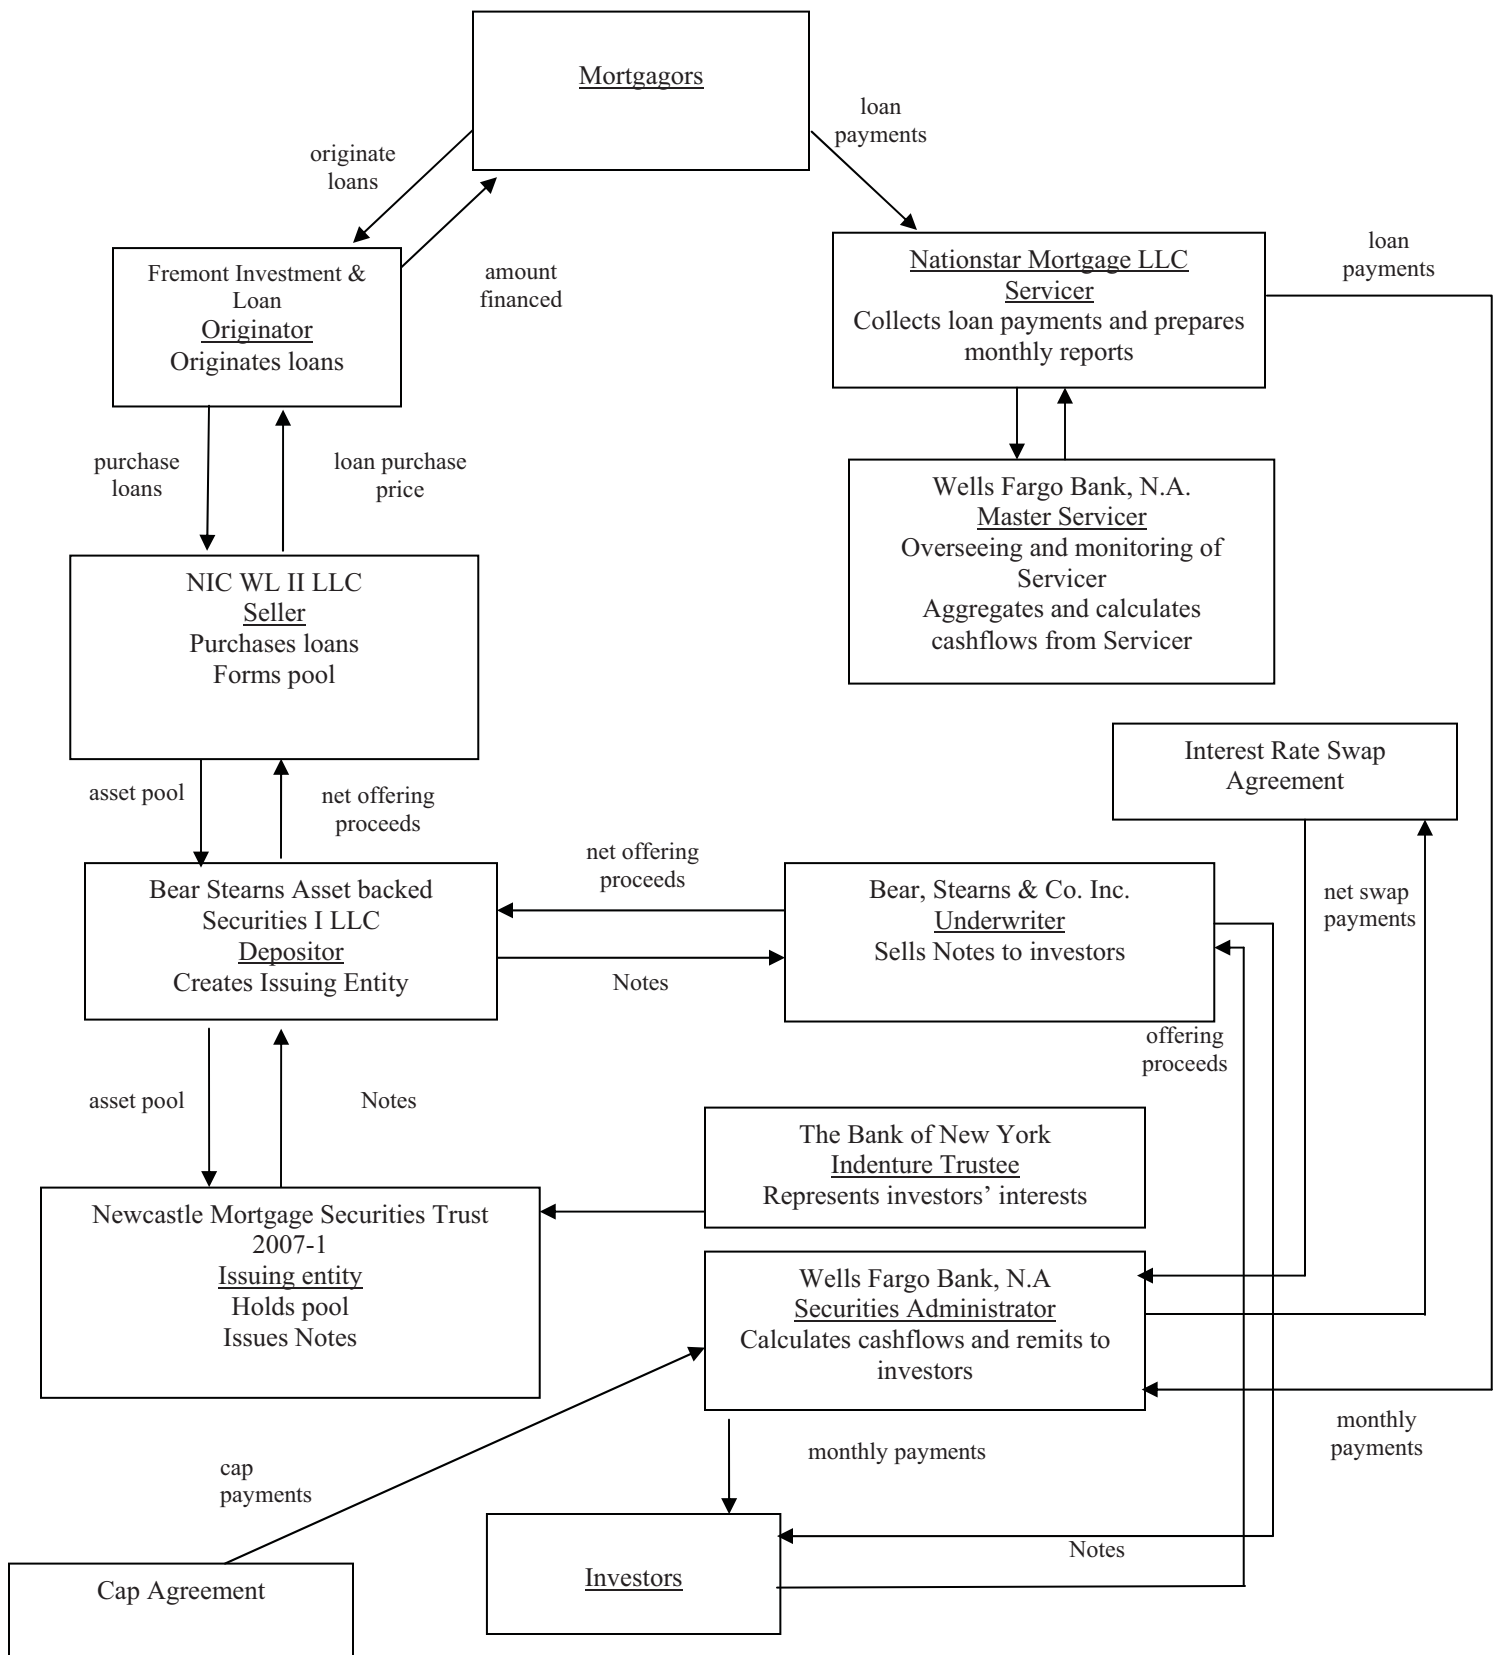 Mortgagors
loan
payments
originate
loans
amount
financed
Fremont Investment &
Loan
Originator
Originates loans
Nationstar Mortgage LLC
Servicer
Collects loan payments and prepares
monthly reports
loan
payments
purchase
loans
loan purchase
price
Wells Fargo Bank, N.A.
Master Servicer
Overseeing and monitoring of
Servicer
Aggregates and calculates
cashflows from Servicer
NIC WL II LLC
Seller
Purchases loans
Forms pool
Interest Rate Swap
Agreement
asset pool
net offering
proceeds
net offering
proceeds
Bear Stearns Asset backed
Securities I LLC
Depositor
Creates Issuing Entity
Bear, Stearns & Co. Inc.
Underwriter
Sells Notes to investors
net swap
payments
Notes
offering
proceeds
asset pool
Notes
The Bank of New York
Indenture Trustee
Represents investors’ interests
Newcastle Mortgage Securities Trust
2007-1
Issuing entity
Holds pool
Issues Notes
Wells Fargo Bank, N.A
Securities Administrator
Calculates cashflows and remits to
investors
monthly
payments
monthly payments
cap
payments
Notes
Investors
Cap Agreement